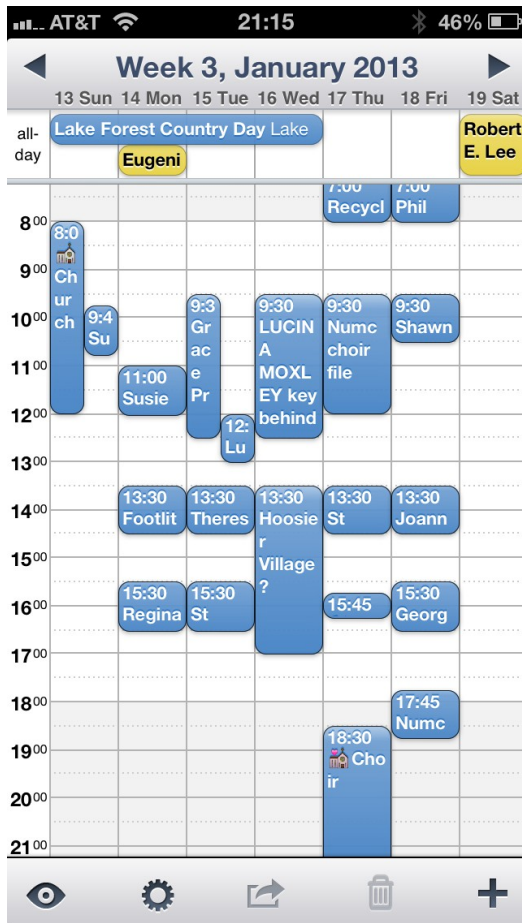 AT&T 21:15 46%
Week 3, January 2013
13 Sun 14 Mon 15 Tue 16 Wed 17 Thu 18 Fri 19 Sat
all-
day
Lake Forest Country Day Lake
Eugeni
Robert
E. Lee
8:00
9:00
10:00
11:00
12:00
13:00
14:00
15:00
16:00
17:00
18:00
19:00
20:00
21:00
8:0
Ch
ur
ch
9:4
Su
11:00
Susie
13:30
Footlit
15:30
Regina
9:3
Gr
ac
e
Pr
12:
Lu
13:30
Theres
15:30
St
9:30
LUCIN
A
MOXL
EY key
behind
13:30
Hoosie
r
Village
?
7:00
Recycl
9:30
Numc
choir
file
13:30
St
15:45
18:30
Cho
ir
7:00
Phil
9:30
Shawn
13:30
Joann
15:30
Georg
17:45
Numc